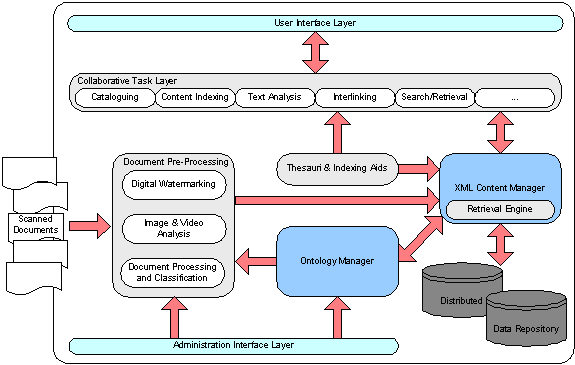 User Interface Layer
Collaborative Task Layer
Cataloguing
Content Indexing
Text Analysis
Interlinking
Search/Retrieval
...
Document Pre-Processing
Digital Watermarking
Image & Video
Analysis
Document Processing
and Classification
Thesauri & Indexing Aids
XML Content Manager
Retrieval Engine
Scanned
Documents
Ontology Manager
Distributed
Data Repository
Administration Interface Layer